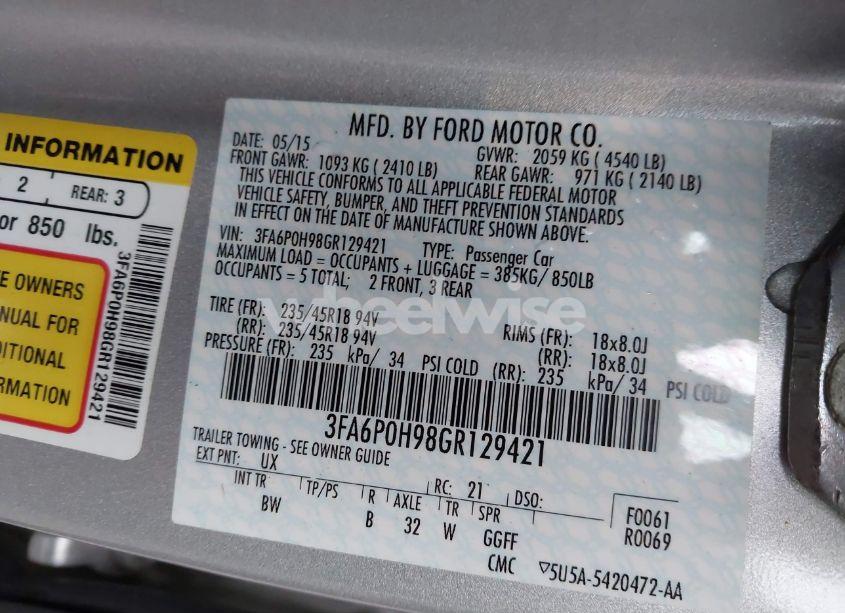 INFORMATION
2
REAR: 3
or 850 lbs.
3FA6P0H98GR129421
OWNERS
MANUAL FOR
INFORMATION
MFD. BY FORD MOTOR CO.
DATE: 05/15 GVWR: 2059 KG ( 4540 LB)
FRONT GAWR: 1093 KG ( 2410 LB) REAR GAWR: 971 KG ( 2140 LB)
THIS VEHICLE CONFORMS TO ALL APPLICABLE FEDERAL MOTOR
VEHICLE SAFETY, BUMPER, AND THEFT PREVENTION STANDARDS
IN EFFECT ON THE DATE OF MANUFACTURE SHOWN ABOVE.
VIN: 3FA6P0H98GR129421 TYPE: Passenger Car
MAXIMUM LOAD = OCCUPANTS + LUGGAGE = 385KG/ 850LB
OCCUPANTS = 5 TOTAL; 2 FRONT, 3 REAR
wheelwise
TIRE (FR): 235/45R18 94V RIMS (FR): 18x8.0J
(RR): 235/45R18 94V (RR): 18x8.0J
PRESSURE (FR): 235 kPa/ 34 PSI COLD (RR): 235 kPa/ 34 PSI COLD
3FA6P0H98GR129421
TRAILER TOWING - SEE OWNER GUIDE
EXT PNT: UX RC: 21 DSO: F0061
INT TR TP/PS R AXLE TR SPR R0069
BW B 32 W GGFF
CMC ▽5U5A-5420472-AA